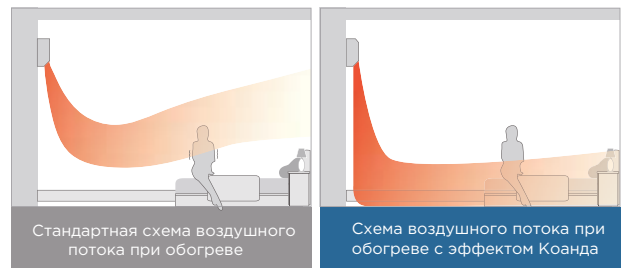 Стандартная схема воздушного
потока при обогреве
Схема воздушного потока при
обогреве с эффектом Коанда